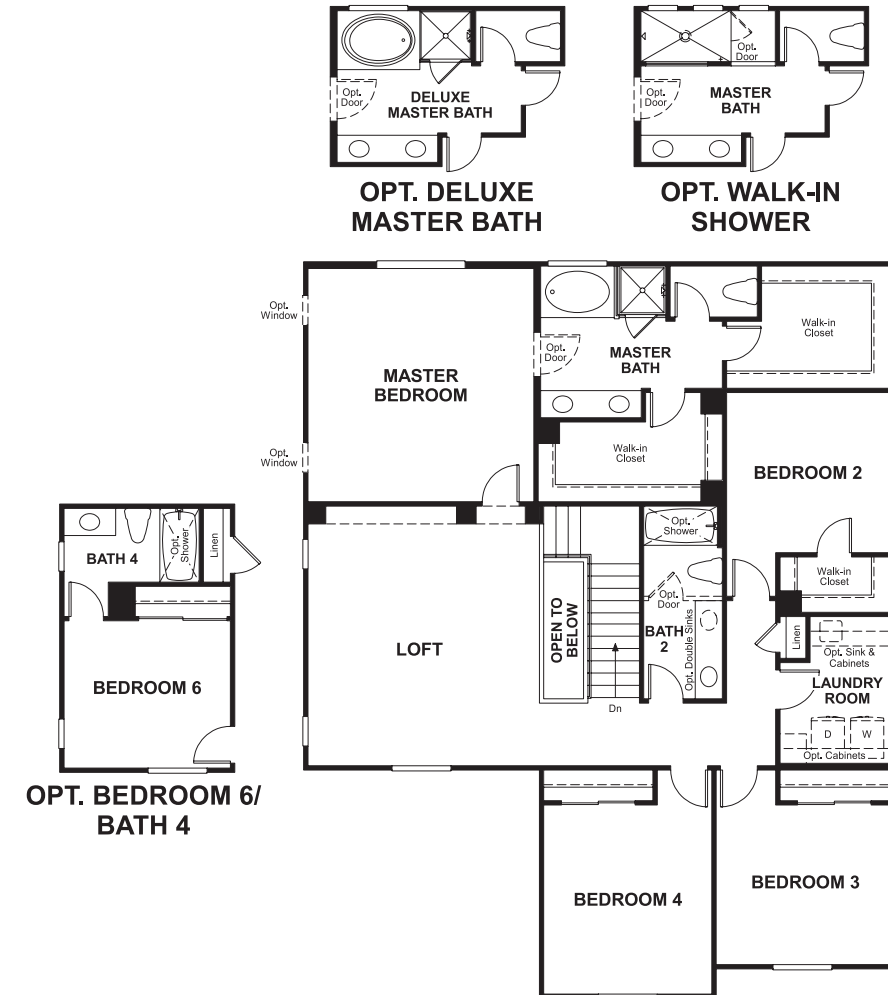 Opt.
Door
DELUXE
MASTER BATH
OPT. DELUXE
MASTER BATH
Opt.
Door
Opt.
Door
MASTER
BATH
OPT. WALK-IN
SHOWER
Opt.
Window
Opt.
Window
MASTER
BEDROOM
Opt.
Door
MASTER
BATH
Walk-in
Closet
Walk-in
Closet
BEDROOM 2
Walk-in
Closet
BATH 4
Opt.
Shower
Linen
BEDROOM 6
OPT. BEDROOM 6/
BATH 4
LOFT
OPEN TO
BELOW
Dn
Opt.
Shower
Opt.
Door
BATH
2
Opt. Double Sinks
Linen
Opt. Sink &
Cabinets
LAUNDRY
ROOM
D
W
Opt. Cabinets
BEDROOM 4
BEDROOM 3